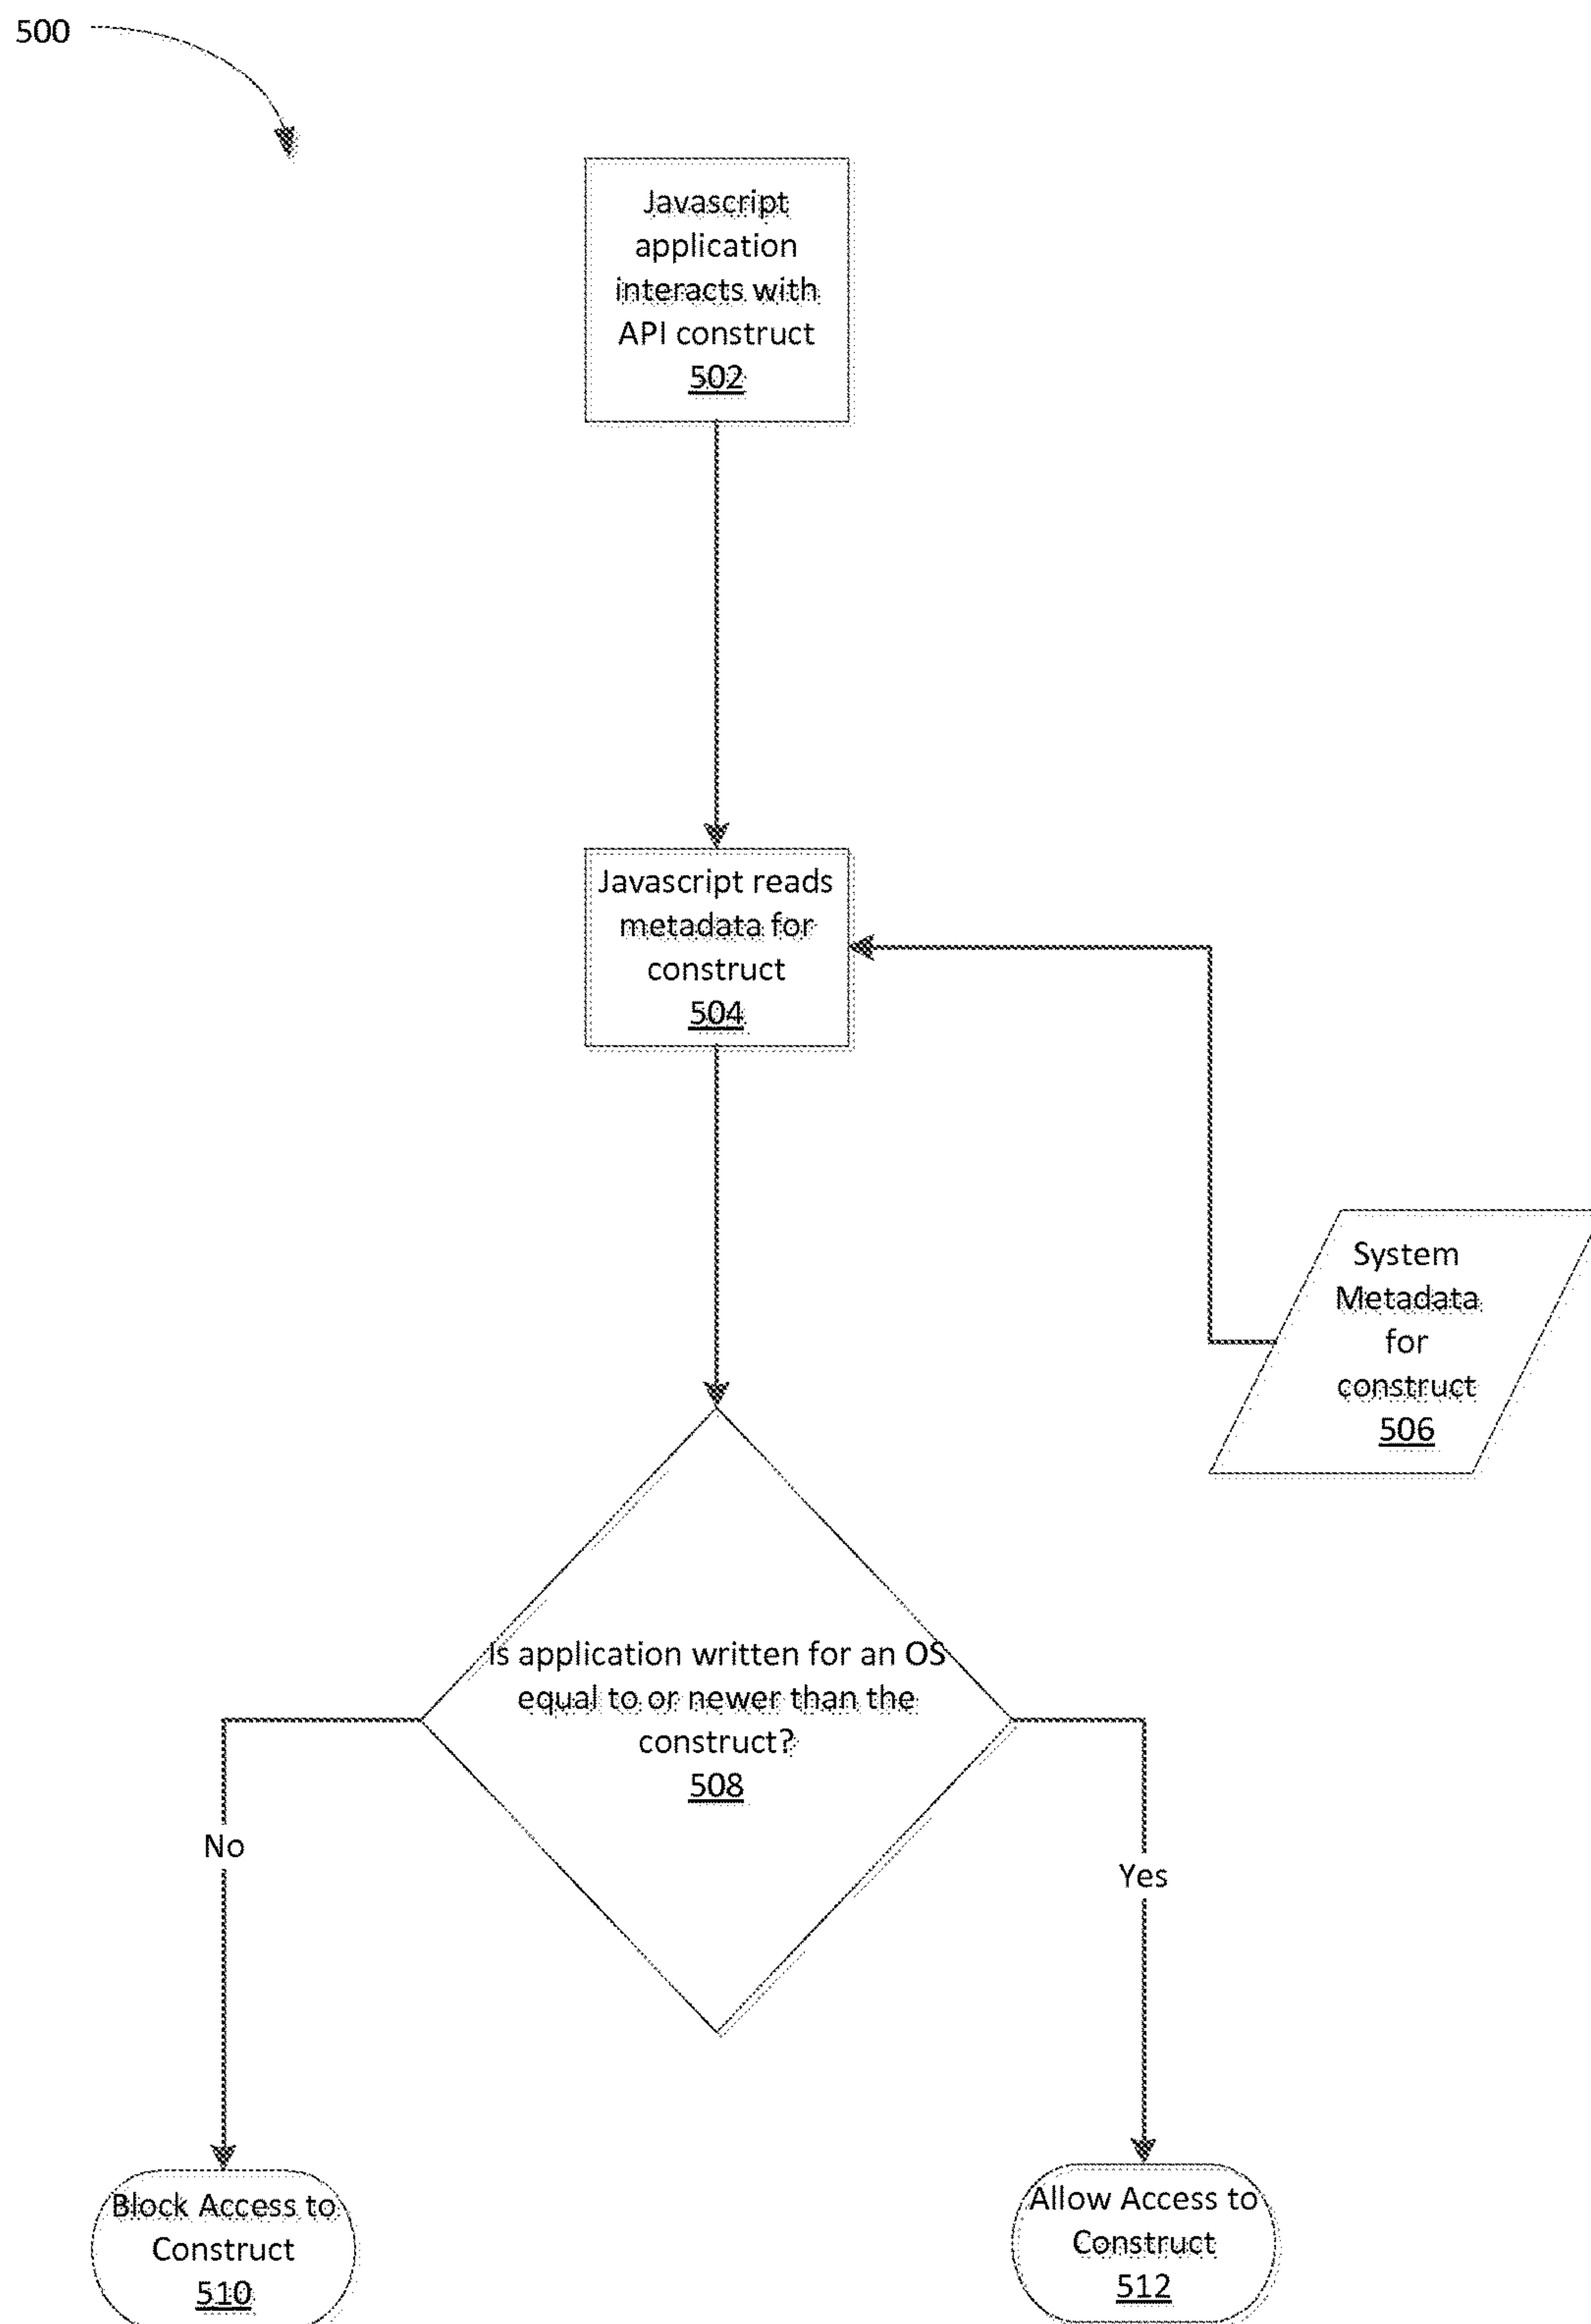 500
Javascript
application
interacts with
API construct
502
Javascript reads
metadata for
construct
504
System
Metadata
for
construct
506
Is application written for an OS
equal to or newer than the
construct?
508
No
Yes
Block Access to
Construct
510
Allow Access to
Construct
512